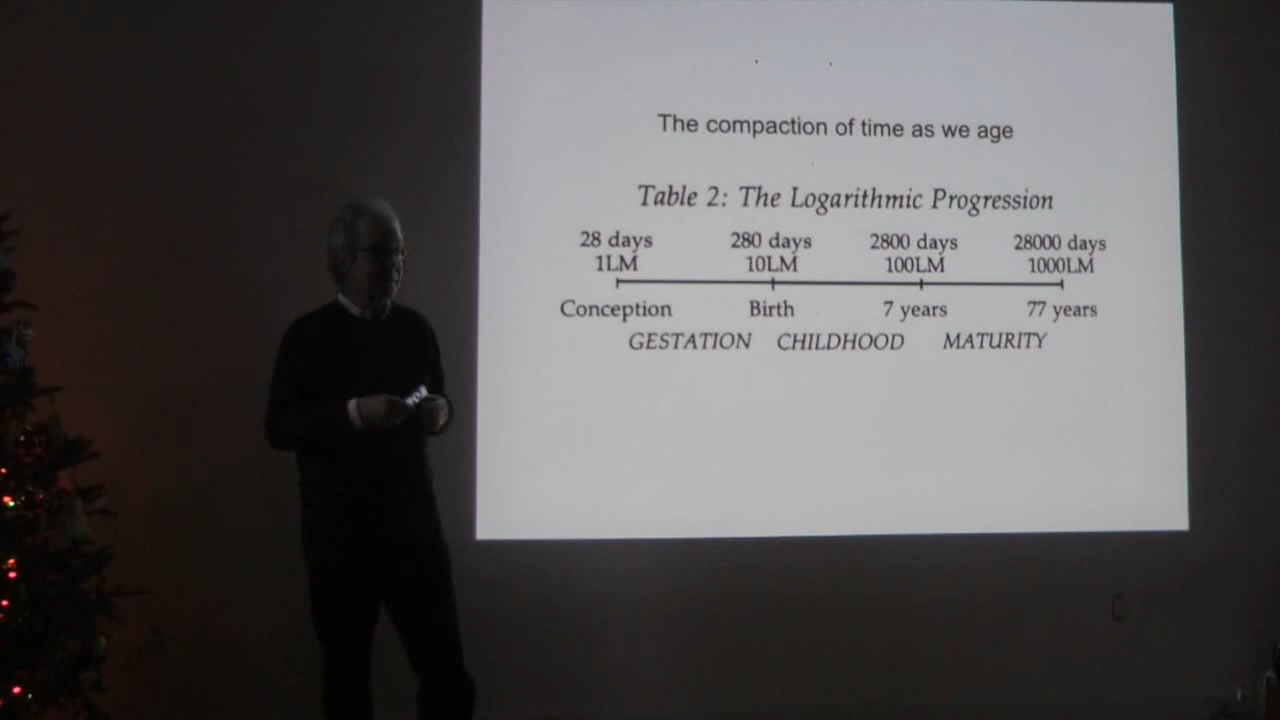 The compaction of time as we age
Table 2: The Logarithmic Progression
28 days 280 days 2800 days 28000 days
1LM 10LM 100LM 1000LM
Conception Birth 7 years 77 years
GESTATION CHILDHOOD MATURITY